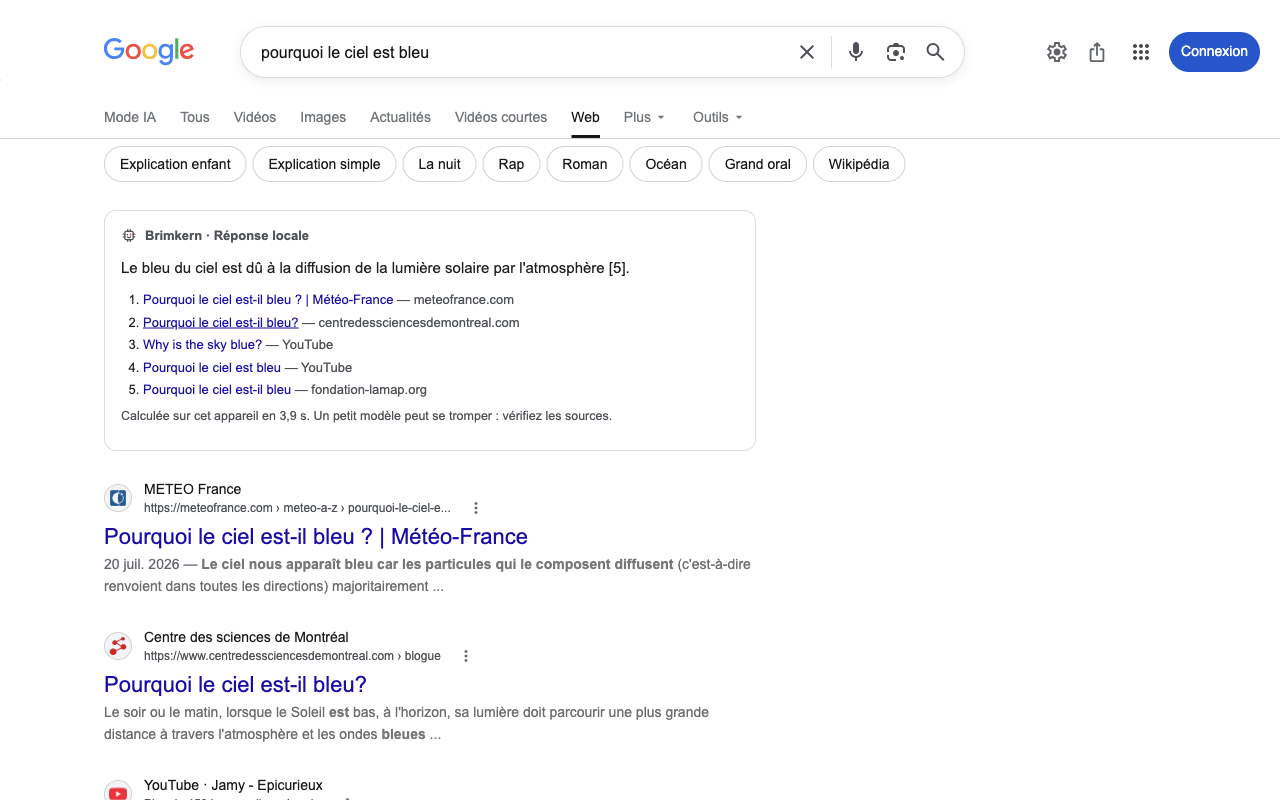 Google
pourquoi le ciel est bleu
Connexion
Mode IA Tous Vidéos Images Actualités Vidéos courtes Web Plus Outils
Explication enfant Explication simple La nuit Rap Roman Océan Grand oral Wikipédia
Brimkern · Réponse locale
Le bleu du ciel est dû à la diffusion de la lumière solaire par l'atmosphère [5].
1. Pourquoi le ciel est-il bleu ? | Météo-France — meteofrance.com
2. Pourquoi le ciel est-il bleu? — centredessciencesdemontreal.com
3. Why is the sky blue? — YouTube
4. Pourquoi le ciel est bleu — YouTube
5. Pourquoi le ciel est-il bleu — fondation-lamap.org
Calculée sur cet appareil en 3,9 s. Un petit modèle peut se tromper : vérifiez les sources.
METEO France
https://meteofrance.com › meteo-a-z › pourquoi-le-ciel-e...
Pourquoi le ciel est-il bleu ? | Météo-France
20 juil. 2026 — Le ciel nous apparaît bleu car les particules qui le composent diffusent (c'est-à-dire
renvoient dans toutes les directions) majoritairement ...
Centre des sciences de Montréal
https://www.centredessciencesdemontreal.com › blogue
Pourquoi le ciel est-il bleu?
Le soir ou le matin, lorsque le Soleil est bas, à l'horizon, sa lumière doit parcourir une plus grande
distance à travers l'atmosphère et les ondes bleues ...
YouTube · Jamy - Epicurieux